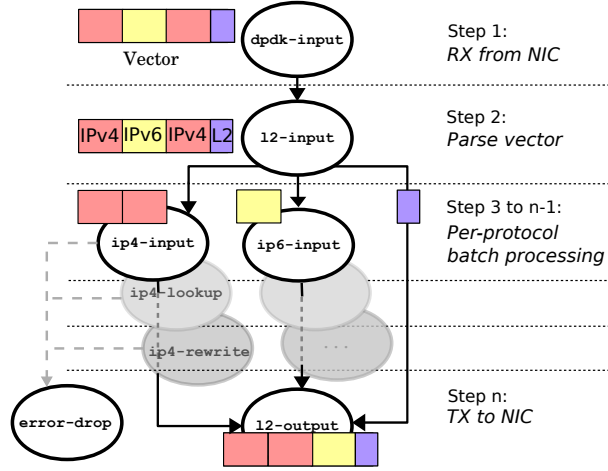 Vector
dpdk-input
Step 1:
RX from NIC
IPv4 IPv6 IPv4 L2
l2-input
Step 2:
Parse vector
ip4-input
ip6-input
Step 3 to n-1:
Per-protocol
batch processing
ip4-lookup
ip4-rewrite
...
error-drop
l2-output
Step n:
TX to NIC